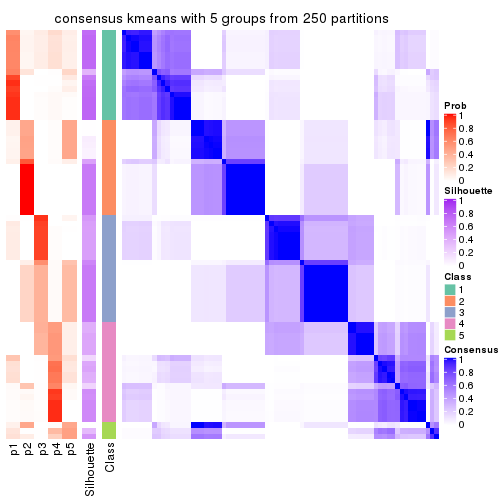 consensus kmeans with 5 groups from 250 partitions
Prob
1
0.8
0.6
0.4
0.2
0
Silhouette
1
0.8
0.6
0.4
0.2
0
Class
1
2
3
4
5
Consensus
1
0.8
0.6
0.4
0.2
0
p1
p2
p3
p4
p5
Silhouette
Class